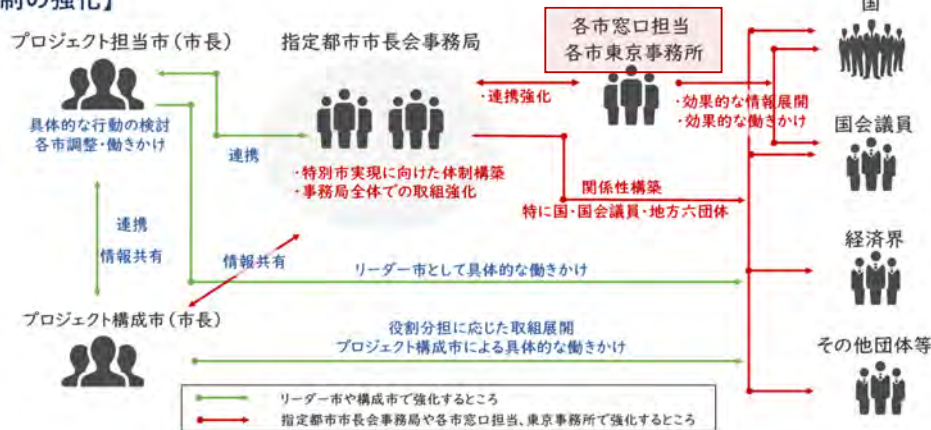 制の強化】
プロジェクト担当市(市長)
具体的な行動の検討
各市調整・働きかけ
指定都市市長会事務局
・特別市実現に向けた体制構築
・事務局全体での取組強化
各市窓口担当
各市東京事務所
・連携強化
・効果的な情報展開
・効果的な働きかけ
連携
関係性構築
特に国・国会議員・地方六団体
連携
情報共有
情報共有
リーダー市として具体的な働きかけ
プロジェクト構成市(市長)
役割分担に応じた取組展開
プロジェクト構成市による具体的な働きかけ
国
国会議員
経済界
その他団体等
リーダー市や構成市で強化するところ
指定都市市長会事務局や各市窓口担当、東京事務所で強化するところ